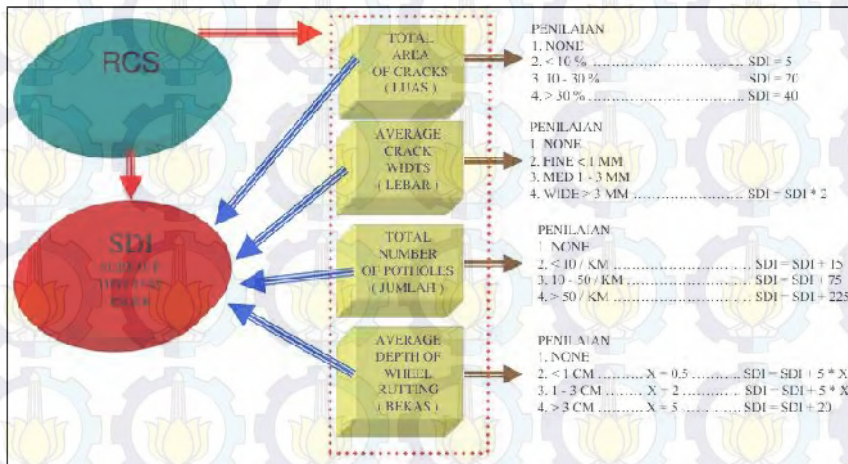 RCS
SDI
TOTAL
AREA
OF CRACKS
( LUAS )
PENILAIAN
1. NONE
2. < 10 % ........................... SDI = 5
3. 10 - 30 % SDI = 20
4. > 30 % ........................... SDI = 40
AVERAGE
CRACK
WIDTS
( LEBAR )
PENILAIAN
1. NONE
2. FINE < 1 MM
3. MED 1 - 3 MM
4. WIDE > 3 MM ........................ SDI = SDI * 2
TOTAL
NUMBER
OF POTHOLES
( JUMLAH )
PENILAIAN
1. NONE
2. < 10 / KM ........................... SDI = SDI + 15
3. 10 - 50 / KM ........................ SDI = SDI + 75
4. > 50 / KM ........................... SDI = SDI + 225
AVERAGE
DEPTH OF
WHEEL
RUTTING
( BEKAS )
PENILAIAN
1. NONE
2. < 1 CM .......... X = 0.5 .......... SDI = SDI + 5 * X
3. 1 - 3 CM ........ X = 2 ............ SDI = SDI + 5 * X
4. > 3 CM .......... X = 5 ............ SDI = SDI + 20